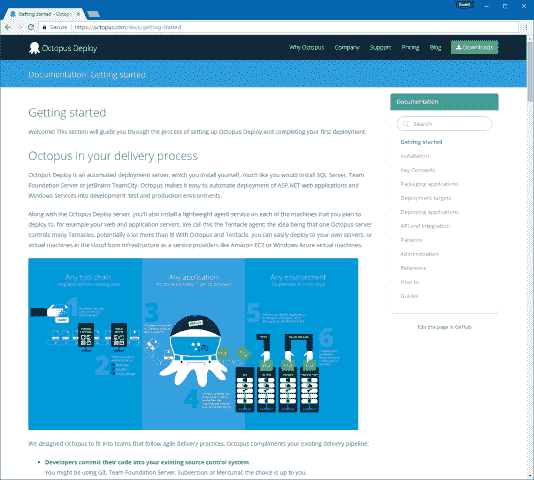 Getting started - Octop
Secure
https://octopus.com/docs/getting-started
Octopus Deploy
Why Octopus
Company
Support
Pricing
Blog
Downloads
Documentation Getting started
Getting started
Welcome! This section will guide you through the process of setting up Octopus Deploy and completing your first deployment.
Octopus in your delivery process
Octopus Deploy is an automated deployment server, which you install yourself, much like you would install SQL Server, Team
Foundation Server or JetBrains TeamCity. Octopus makes it easy to automate deployment of ASP.NET web applications and
Windows Services into development, test and production environments.
Along with the Octopus Deploy server, you'll also install a lightweight agent service on each of the machines that you plan to
deploy to, for example your web and application servers. We call this the Tentacle agent; the idea being that one Octopus server
controls many Tentacles, potentially a lot more than 8! With Octopus and Tentacle, you can easily deploy to your own servers, or
virtual machines in the cloud from infrastructure as a service providers like Amazon EC2 or Windows Azure virtual machines.
Any tool chain
Any application
Any environment
1
2
3
4
5
6
We designed Octopus to fit into teams that follow agile delivery practices. Octopus compliments your existing delivery pipeline:
Developers commit their code into your existing source control system
You might be using Git, Team Foundation Server, Subversion or Mercurial, the choice is up to you.
Documentation
Search
Getting started
Installation
Key Concepts
Packaging applications
Deployment targets
Deploying applications
API and integration
Patterns
Administration
Reference
How to
Guides
Edit this page in GitHub